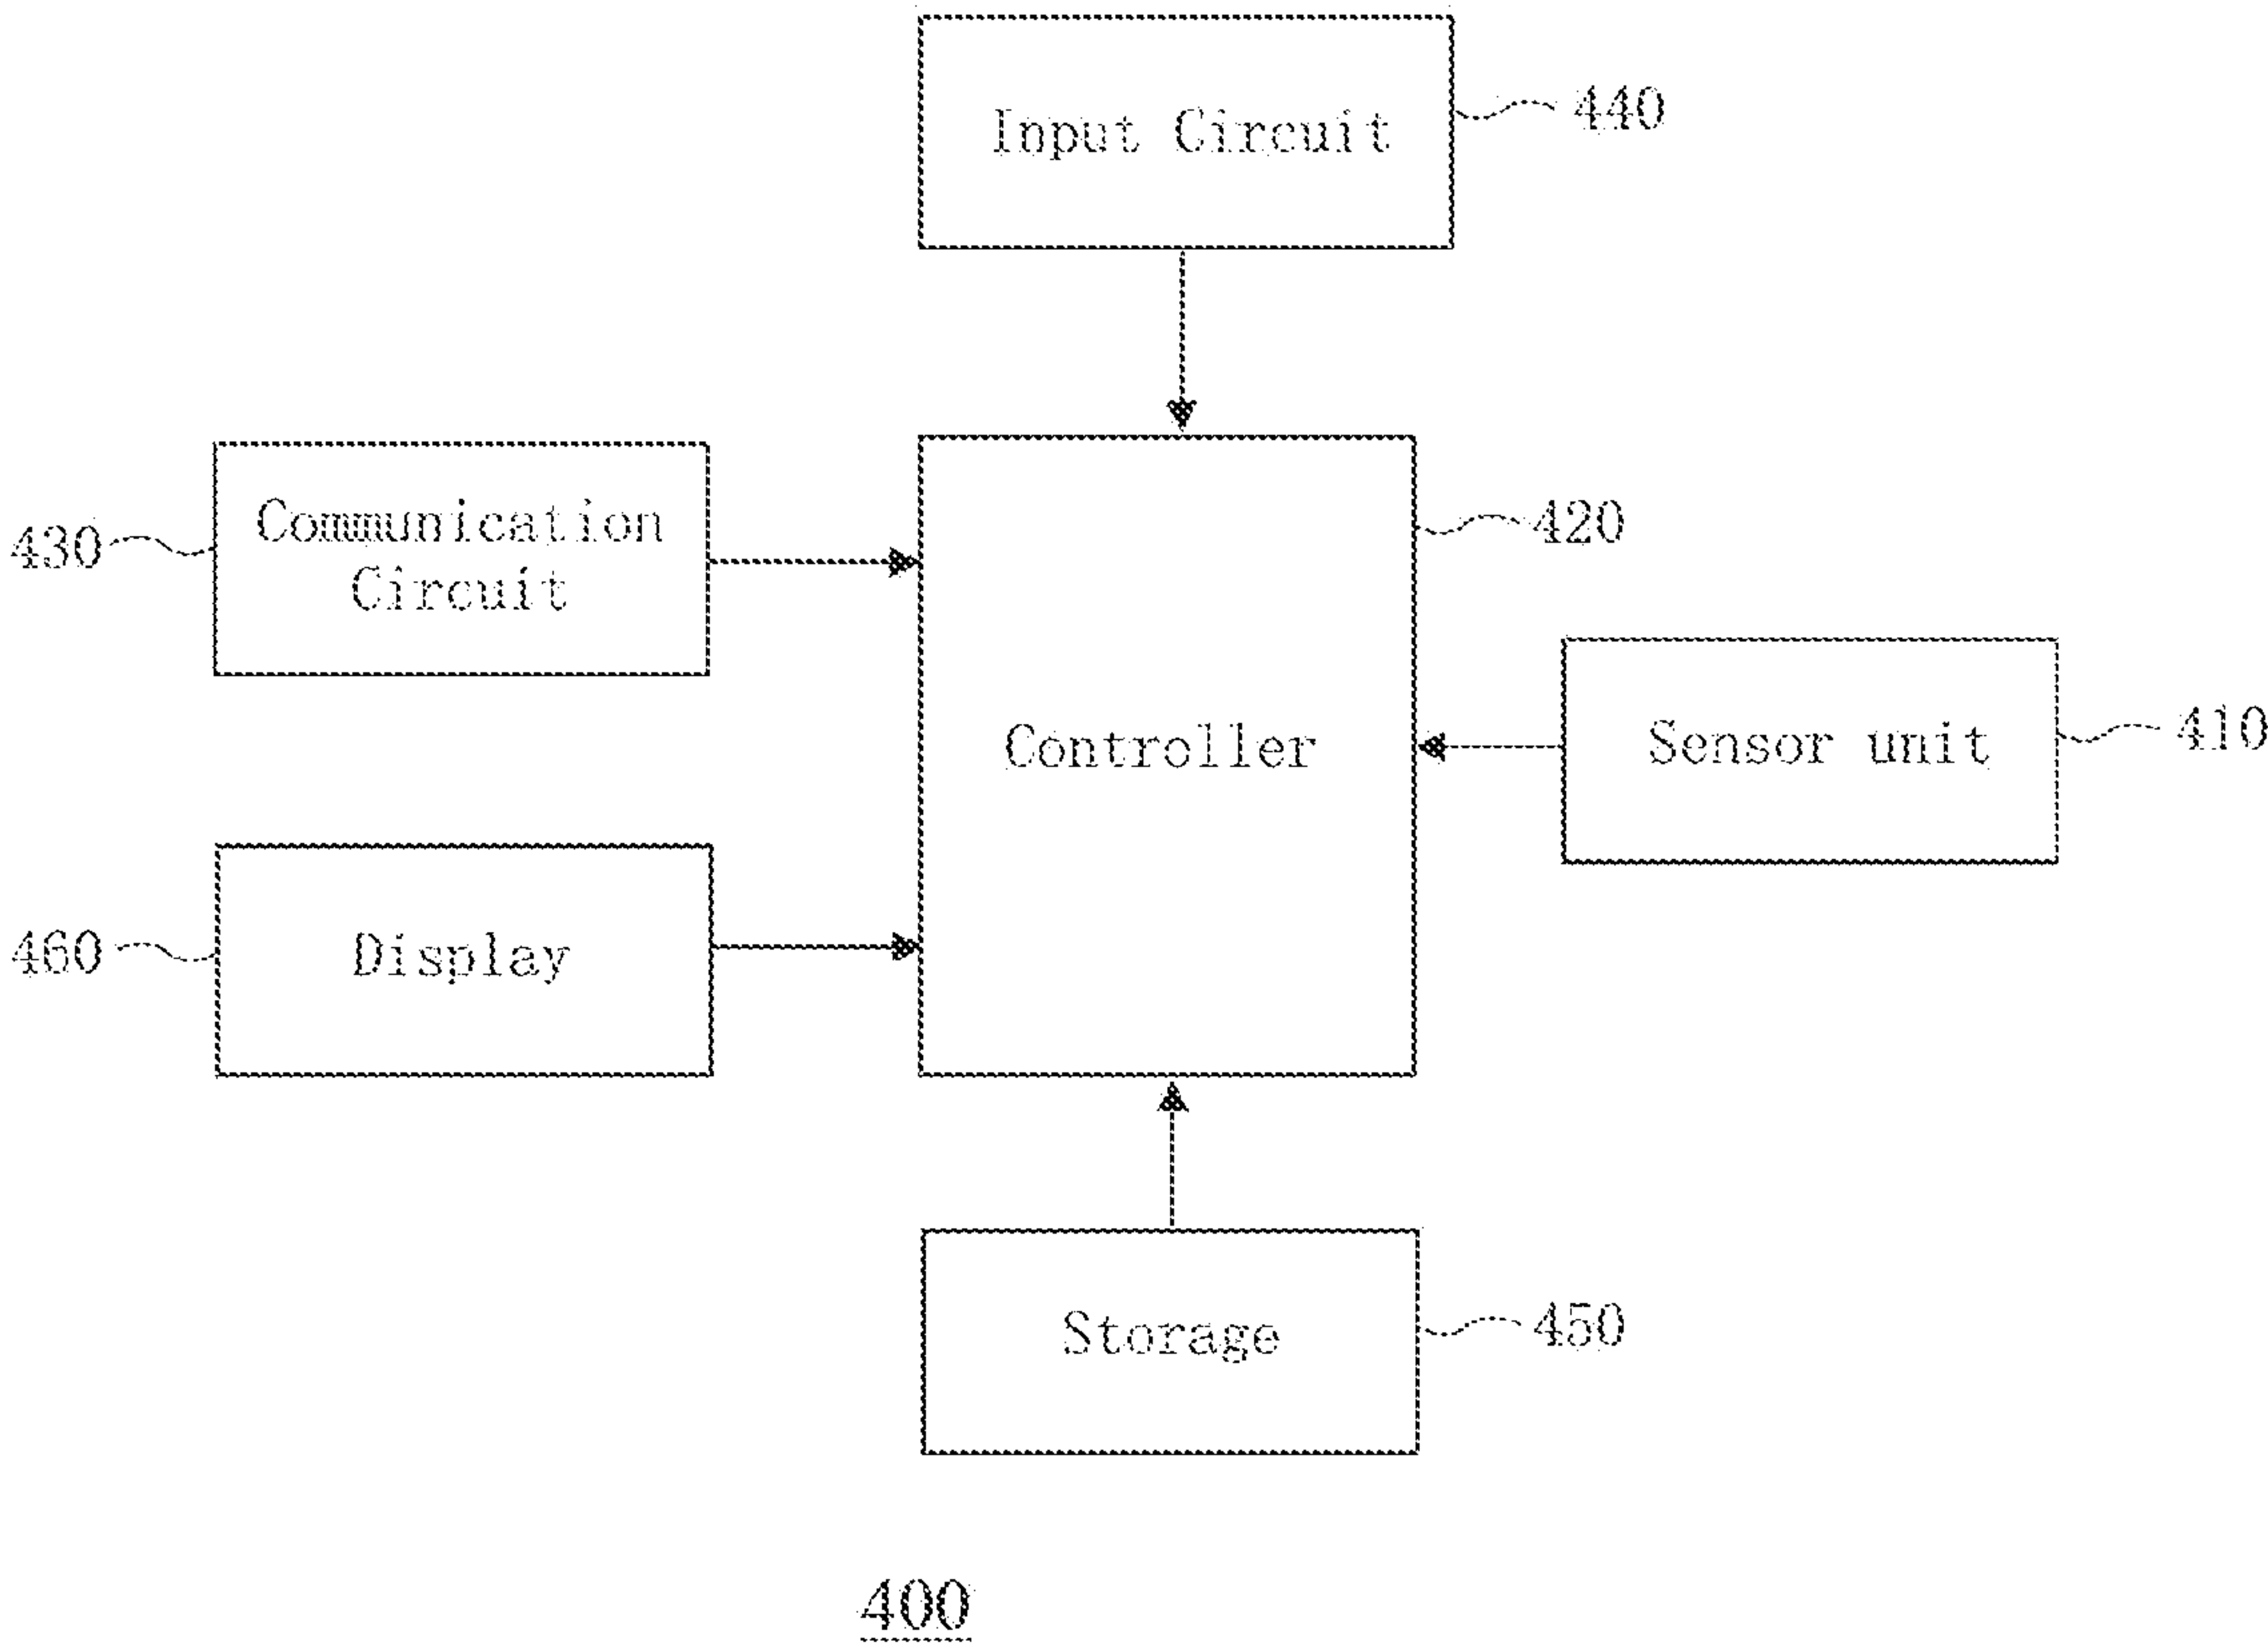 Input Circuit
440
Communication
Circuit
430
420
Controller
Sensor unit
410
460
Display
Storage
450
400